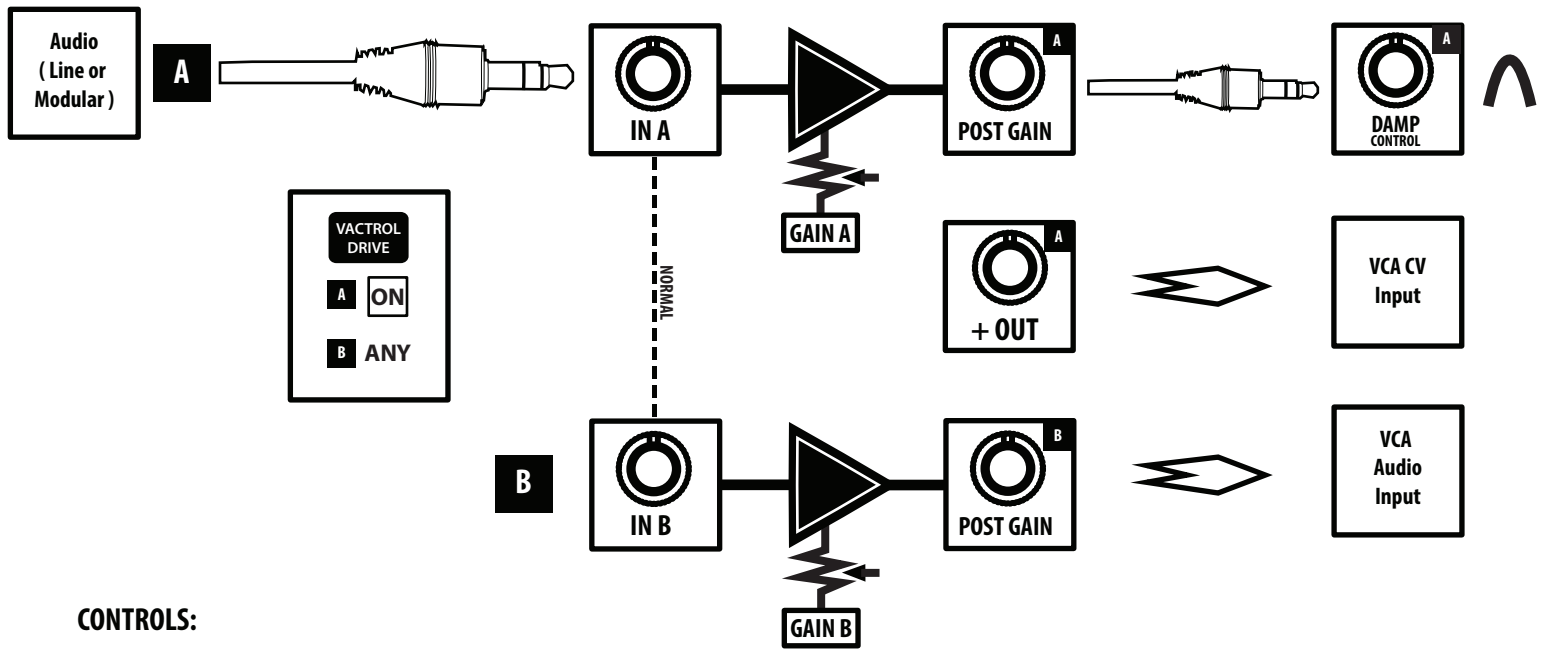 Audio
( Line or
Modular )
A
IN A
GAIN A
POST GAIN
A
DAMP
CONTROL
A
VACTROL
DRIVE
A ON
B ANY
NORMAL
+ OUT
A
VCA CV
Input
B
IN B
GAIN B
POST GAIN
B
VCA
Audio
Input
CONTROLS: